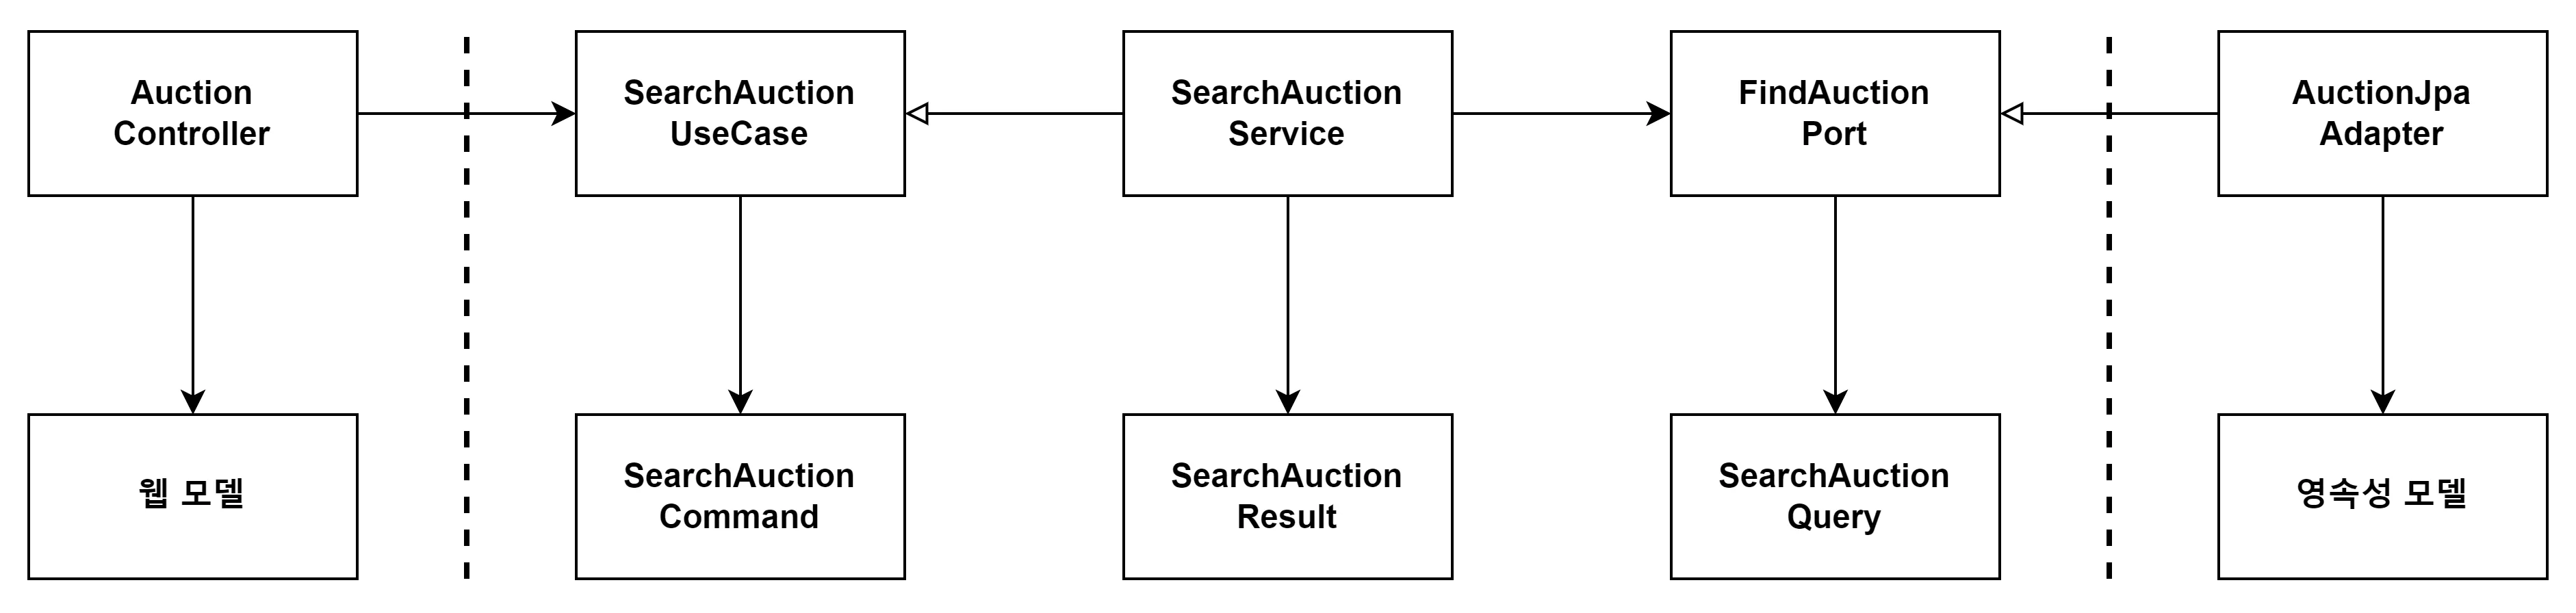 Auction
Controller
SearchAuction
UseCase
SearchAuction
Service
FindAuction
Port
AuctionJpa
Adapter
웹 모델
SearchAuction
Command
SearchAuction
Result
SearchAuction
Query
영속성 모델